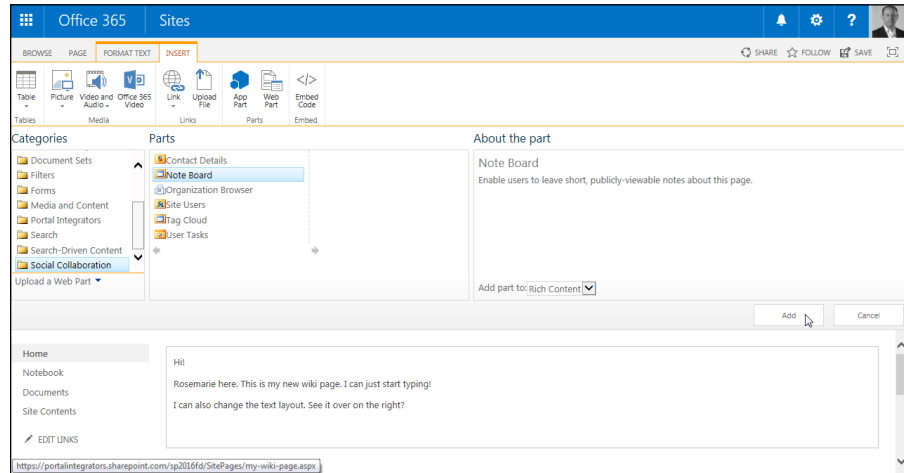 Office 365 Sites ?
BROWSE PAGE FORMAT TEXT INSERT SHARE FOLLOW SAVE
Table Picture Video and Audio Office 365 Video Link Upload File App Part Web Part Embed Code
Tables Media Links Parts Embed
Categories Parts About the part
Document Sets
Filters
Forms
Media and Content
Portal Integrators
Search
Search-Driven Content
Social Collaboration
Upload a Web Part
Contact Details
Note Board
Organization Browser
Site Users
Tag Cloud
User Tasks
Note Board
Enable users to leave short, publicly-viewable notes about this page.
Add part to: Rich Content
Add Cancel
Home
Notebook
Documents
Site Contents
EDIT LINKS
Hi!
Rosemarie here. This is my new wiki page. I can just start typing!
I can also change the text layout. See it over on the right?
https://portalintegrators.sharepoint.com/sp2016fd/SitePages/my-wiki-page.aspx